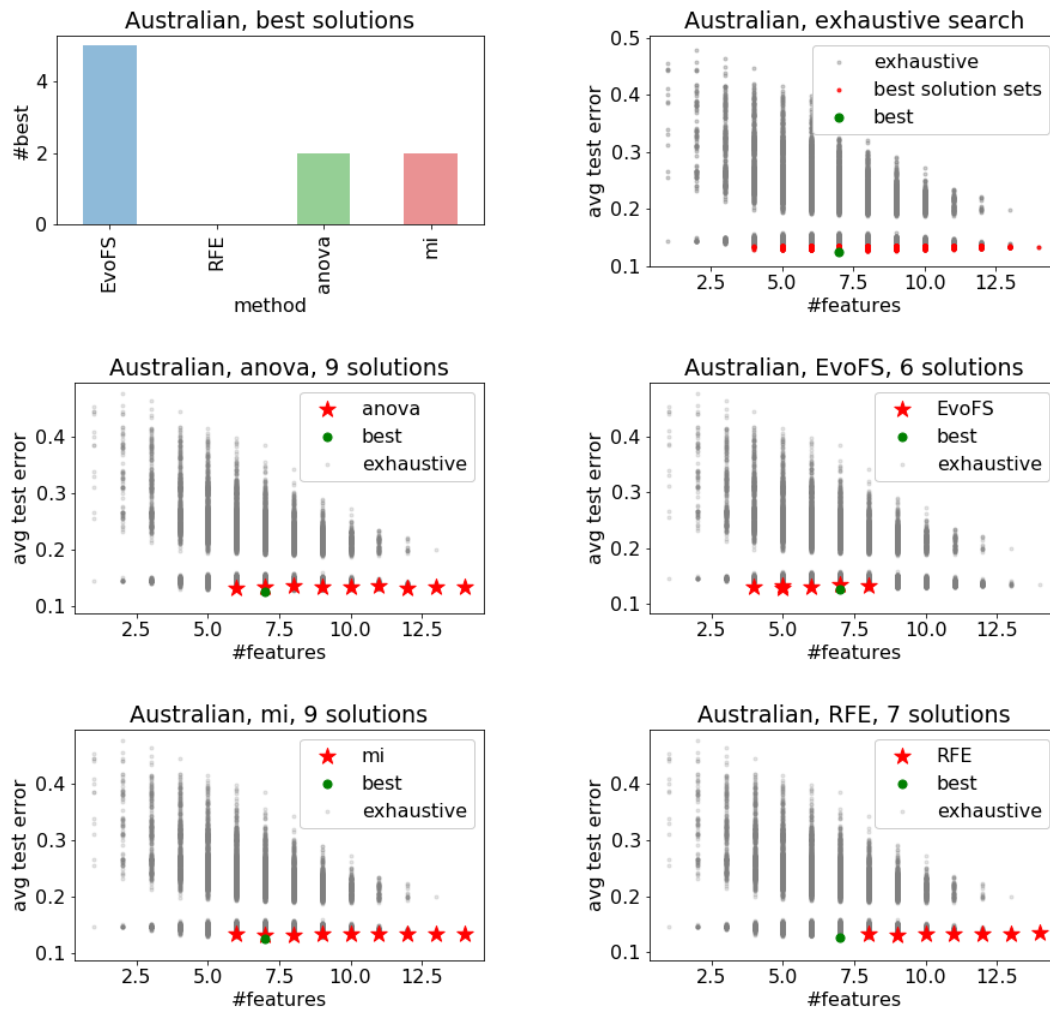 Australian, best solutions
#best
4
2
0
EvoFS
RFE
anova
mi
method
Australian, exhaustive search
avg test error
0.5
0.4
0.3
0.2
0.1
exhaustive
best solution sets
best
2.5 5.0 7.5 10.0 12.5
#features
Australian, anova, 9 solutions
avg test error
0.4
0.3
0.2
0.1
anova
best
exhaustive
2.5 5.0 7.5 10.0 12.5
#features
Australian, EvoFS, 6 solutions
avg test error
0.4
0.3
0.2
0.1
EvoFS
best
exhaustive
2.5 5.0 7.5 10.0 12.5
#features
Australian, mi, 9 solutions
avg test error
0.4
0.3
0.2
0.1
mi
best
exhaustive
2.5 5.0 7.5 10.0 12.5
#features
Australian, RFE, 7 solutions
avg test error
0.4
0.3
0.2
0.1
RFE
best
exhaustive
2.5 5.0 7.5 10.0 12.5
#features